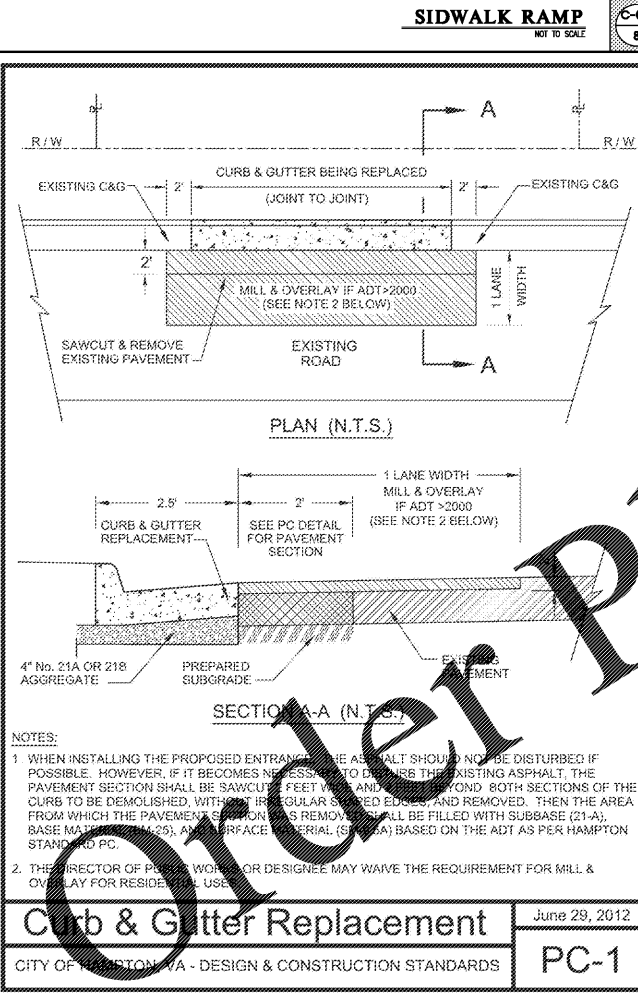 SIDWALK RAMP
NOT TO SCALE
A
R/W
R/W
CURB & GUTTER BEING REPLACED
(JOINT TO JOINT)
EXISTING C&G
2'
2'
EXISTING C&G
2'
MILL & OVERLAY IF ADT>2000
(SEE NOTE 2 BELOW)
1 LANE
WIDTH
SAWCUT & REMOVE
EXISTING PAVEMENT
EXISTING
ROAD
A
PLAN (N.T.S.)
1 LANE WIDTH
MILL & OVERLAY
IF ADT >2000
(SEE NOTE 2 BELOW)
2.5'
2'
CURB & GUTTER
REPLACEMENT
SEE PC DETAIL
FOR PAVEMENT
SECTION
4" No. 21A OR 21B
AGGREGATE
PREPARED
SUBGRADE
EXISTING
PAVEMENT
SECTION A-A (N.T.S.)
NOTES:
1 WHEN INSTALLING THE PROPOSED ENTRANCE, THE ASPHALT SHOULD NOT BE DISTURBED IF
POSSIBLE. HOWEVER, IF IT BECOMES NECESSARY TO DISTURB THE EXISTING ASPHALT, THE
PAVEMENT SECTION SHALL BE SAWCUT FEET WIDE AND BEYOND BOTH SECTIONS OF THE
CURB TO BE DEMOLISHED, WITHOUT IRREGULAR SHAPED EDGES, AND REMOVED. THEN THE AREA
FROM WHICH THE PAVEMENT SECTION WAS REMOVED SHALL BE FILLED WITH SUBBASE (21-A),
BASE MATERIAL AND SURFACE MATERIAL BASED ON THE ADT AS PER HAMPTON
STANDARD PC.
2. THE DIRECTOR OF PUBLIC WORKS OR DESIGNEE MAY WAIVE THE REQUIREMENT FOR MILL &
OVERLAY FOR RESIDENTIAL USE
Order
Curb & Gutter Replacement
June 29, 2012
CITY OF HAMPTON, VA - DESIGN & CONSTRUCTION STANDARDS
PC-1